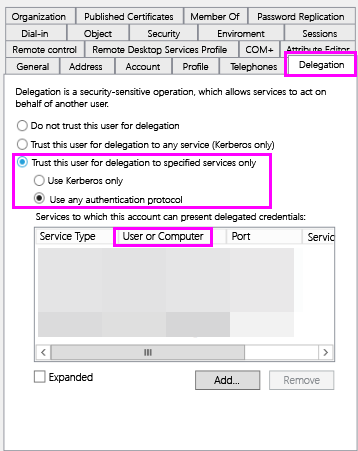 Organization Published Certificates Member Of Password Replication
Dial-in Object Security Enviroment Sessions
Remote control Remote Desktop Services Profile COM+ Attribute Editor
General Address Account Profile Telephones Delegation
Delegation is a security-sensitive operation, which allows services to act on
behalf of another user.
Do not trust this user for delegation
Trust this user for delegation to any service (Kerberos only)
Trust this user for delegation to specified services only
Use Kerberos only
Use any authentication protocol
Services to which this account can present delegated credentials:
Service Type User or Computer Port Servic
Expanded Add... Remove